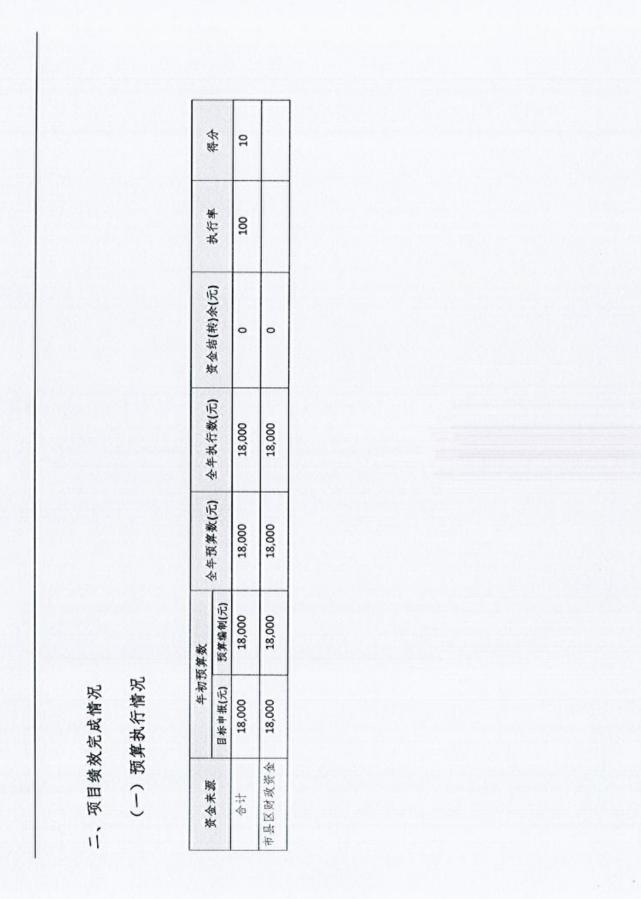 二、项目绩效完成情况
（一）预算执行情况
资金来源 年初预算数 全年预算数(元) 全年执行数(元) 资金结(转)余(元) 执行率 得分
目标申报(元) 预算编制(元)
合计 18,000 18,000 18,000 18,000 0 100 10
市县区财政资金 18,000 18,000 18,000 18,000 0